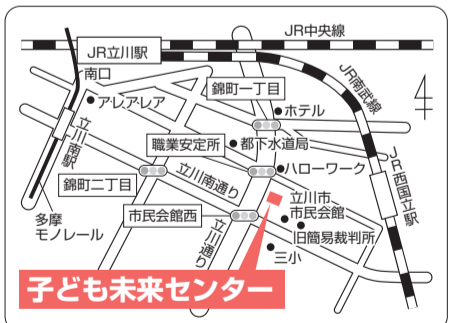 JR中央線
JR立川駅
南口
アレアレア
錦町一丁目
ホテル
JR南武線
職業安定所
都下水道局
ハローワーク
JR西国立駅
立川南駅
錦町二丁目
立川南通り
立川市
市民会館
市民会館西
旧簡易裁判所
多摩
モノレール
立川通り
三小
子ども未来センター